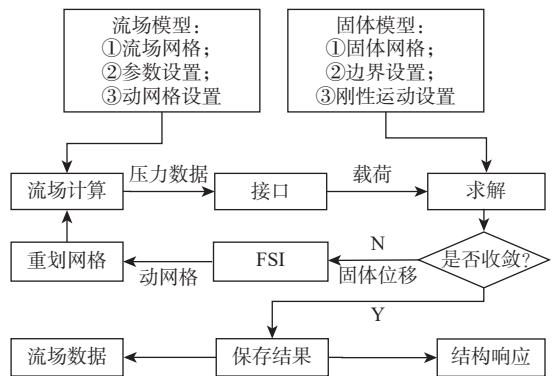 流场模型：
①流场网格；
②参数设置；
③动网格设置
固体模型：
①固体网格；
②边界设置；
③刚性运动设置
流场计算
压力数据
接口
载荷
求解
重划网格
动网格
FSI
N
固体位移
是否收敛?
Y
流场数据
保存结果
结构响应